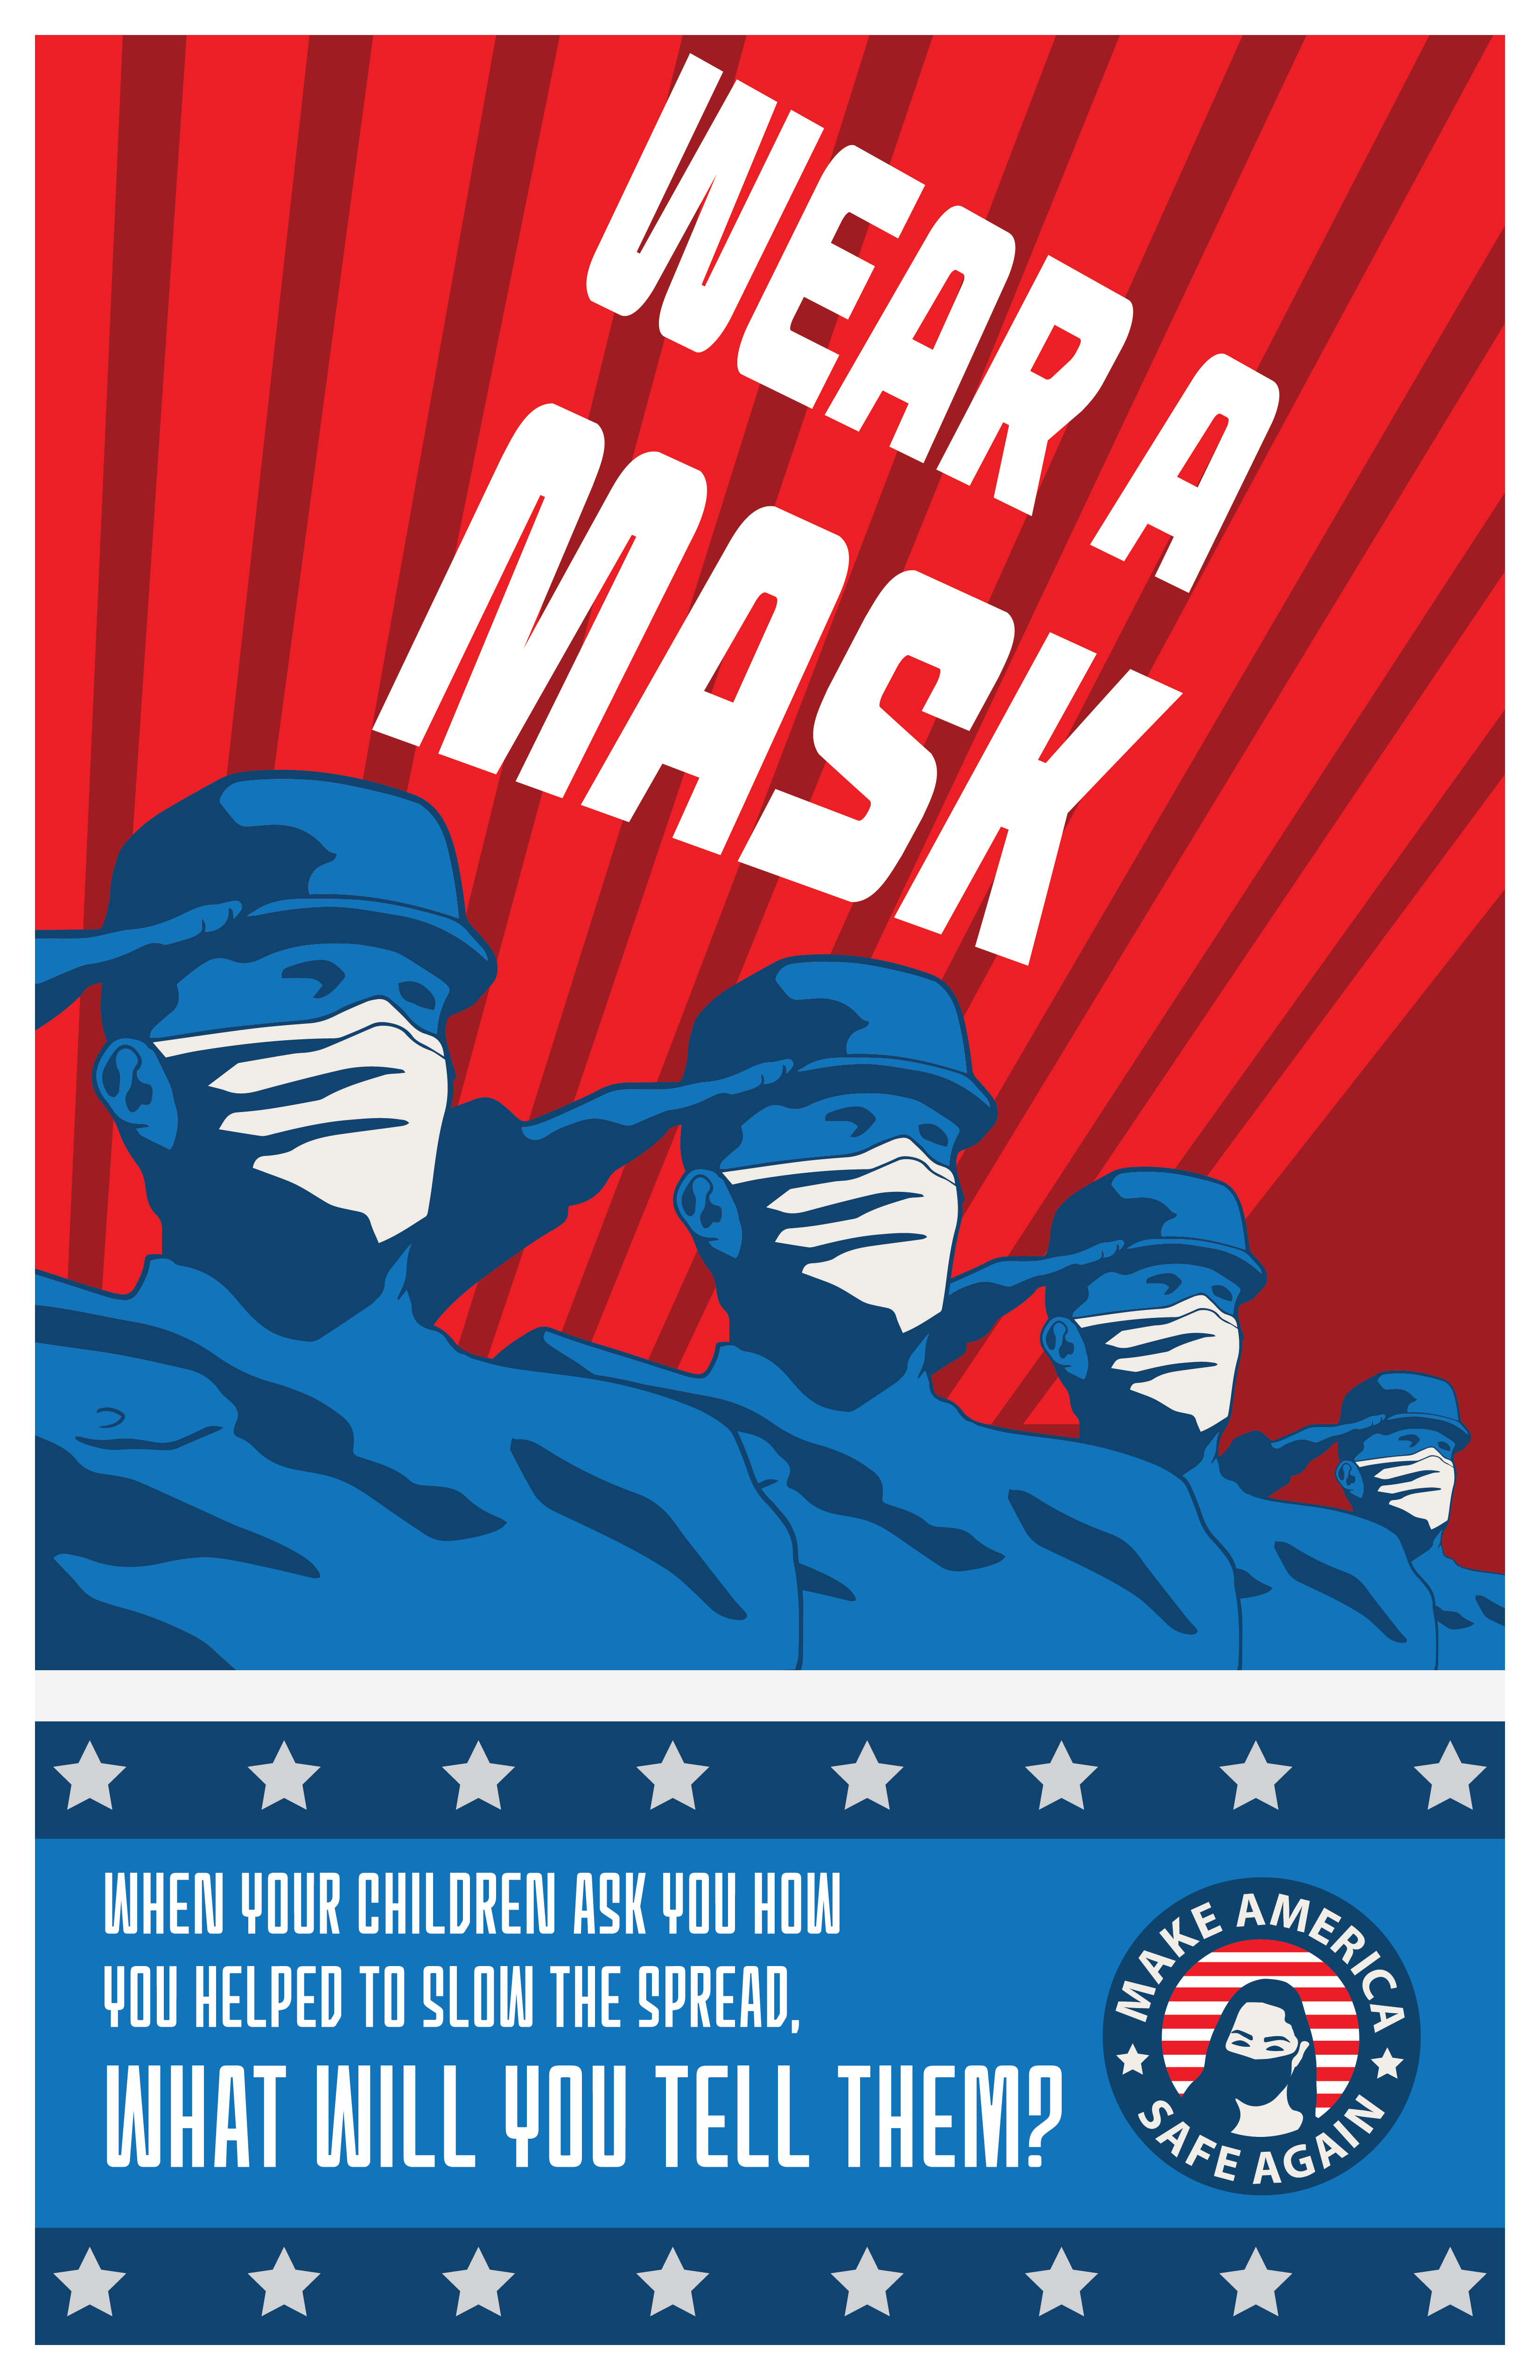 WEAR A
MASK
WHEN YOUR CHILDREN ASK YOU HOW
YOU HELPED TO SLOW THE SPREAD,
WHAT WILL YOU TELL THEM?
MAKE AMERICA
SAFE AGAIN